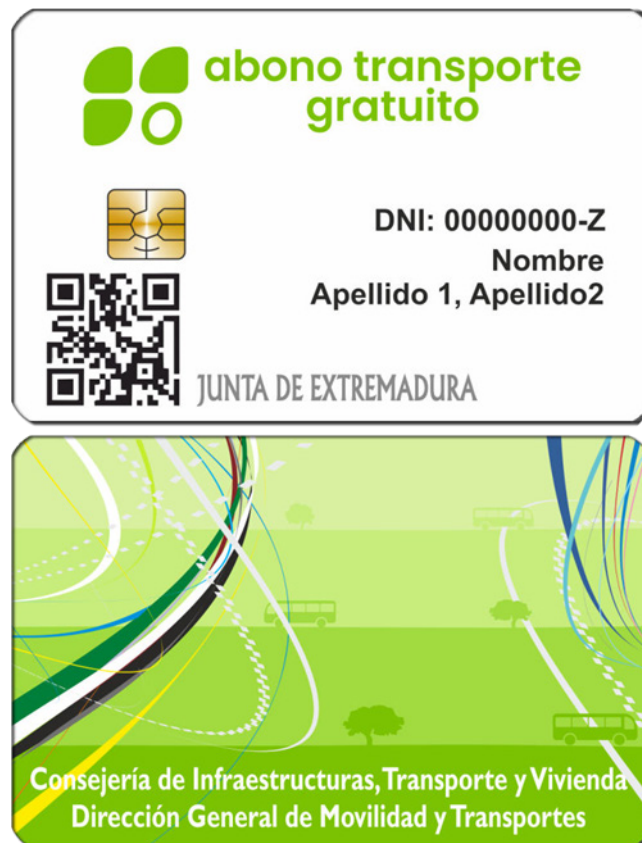 abono transporte
gratuito
DNI: 00000000-Z
Nombre
Apellido 1, Apellido2
JUNTA DE EXTREMADURA
Consejería de Infraestructuras, Transporte y Vivienda
Dirección General de Movilidad y Transportes